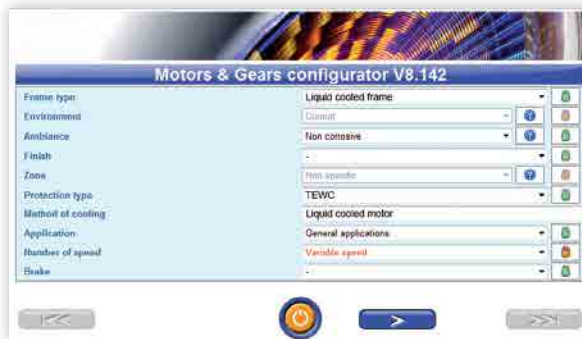 Motors & Gears configurator V8.142
Frame type Liquid cooled frame
Environment
Ambiance Non corrosive
Finish -
Zone Non specific
Protection type TEWC
Method of cooling Liquid cooled motor
Application General applications
Number of speed Variable speed
Brake -